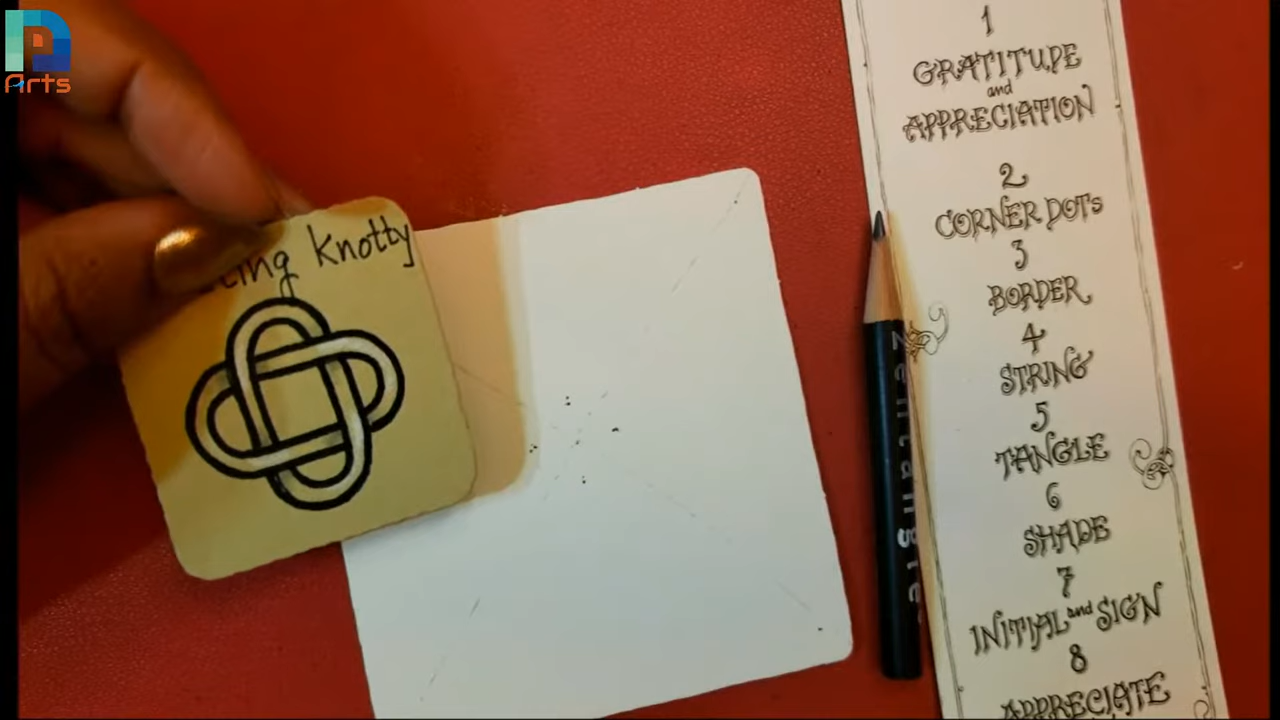 Arts
Knotty
1
GRATITUDE
and
APPRECIATION
2
CORNER DOTS
3
BORDER
4
STRING
5
TANGLE
6
SHADE
7
INITIAL and SIGN
8
APPRECIATE
Zentangle